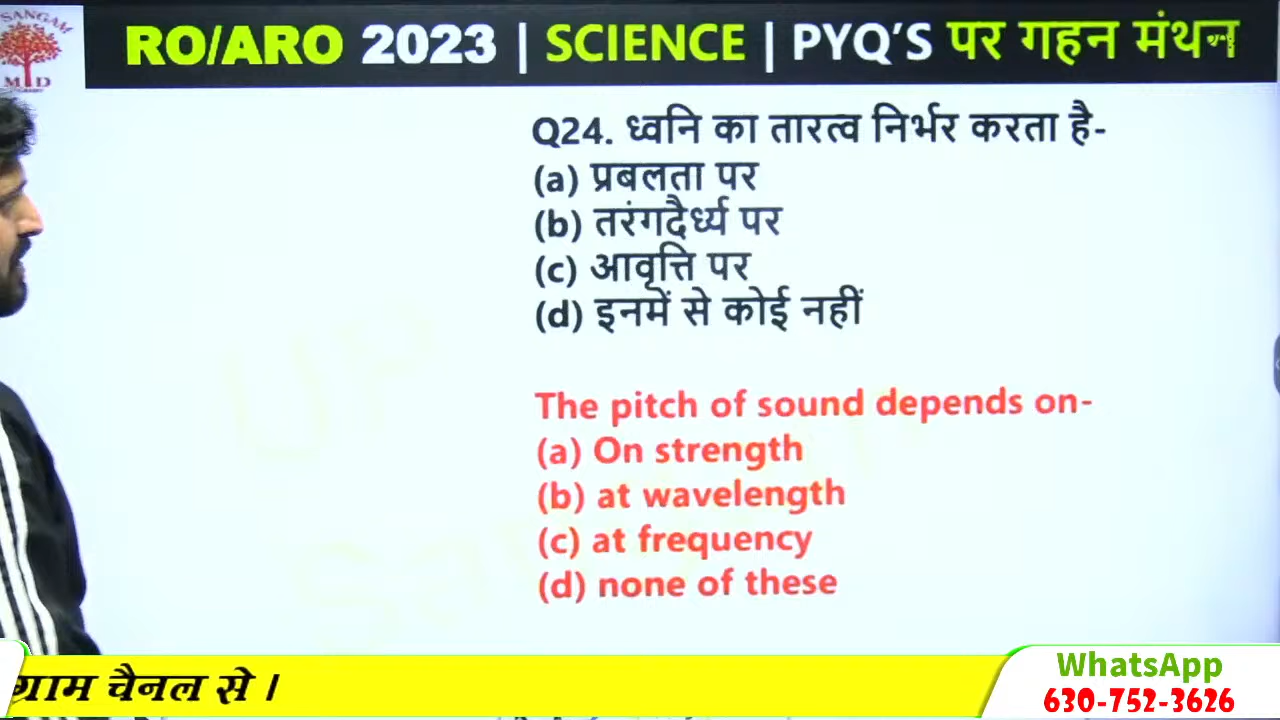 SANGAM
M D
RO/ARO 2023 | SCIENCE | PYQ'S पर गहन मंथन
Q24. ध्वनि का तारत्व निर्भर करता है-
(a) प्रबलता पर
(b) तरंगदैर्ध्य पर
(c) आवृत्ति पर
(d) इनमें से कोई नहीं
The pitch of sound depends on-
(a) On strength
(b) at wavelength
(c) at frequency
(d) none of these
ग्राम चैनल से ।
WhatsApp
630-752-3626